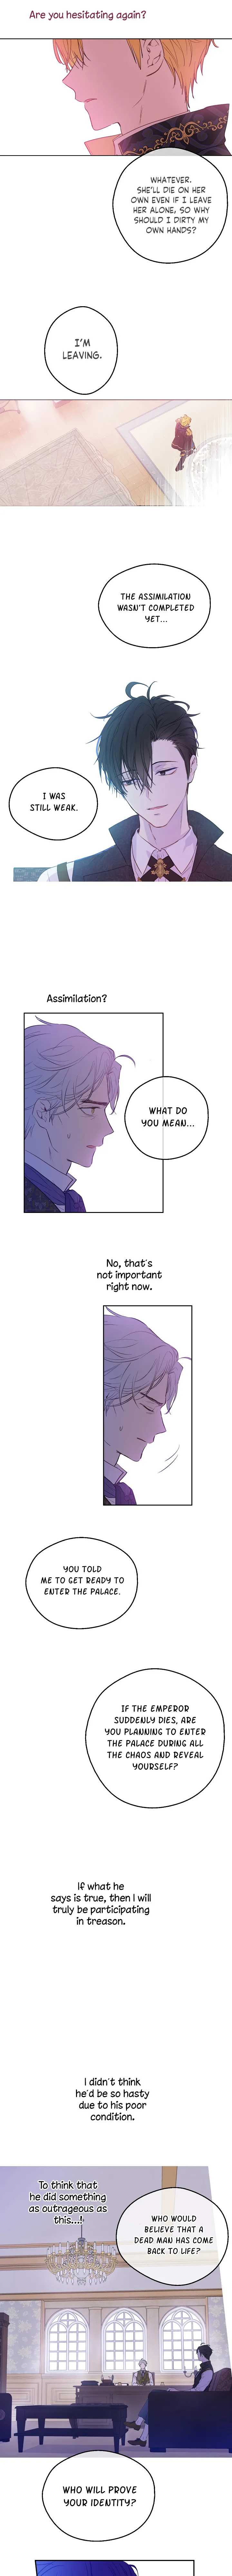 Are you hesitating again?
WHATEVER.
SHE'LL DIE ON HER
OWN EVEN IF I LEAVE
HER ALONE, SO WHY
SHOULD I DIRTY MY
OWN HANDS?
I'M
LEAVING.
THE ASSIMILATION
WASN'T COMPLETED
YET...
I WAS
STILL WEAK.
Assimilation?
WHAT DO
YOU MEAN...
No, that's
not important
right now.
YOU TOLD
ME TO GET READY TO
ENTER THE PALACE.
IF THE EMPEROR
SUDDENLY DIES, ARE
YOU PLANNING TO ENTER
THE PALACE DURING ALL
THE CHAOS AND REVEAL
YOURSELF?
If what he
says is true, then I will
truly be participating
in treason.
I didn't think
he'd be so hasty
due to his poor
condition.
To think that
he did something
as outrageous as
this...!
WHO WOULD
BELIEVE THAT A
DEAD MAN HAS COME
BACK TO LIFE?
WHO WILL PROVE
YOUR IDENTITY?